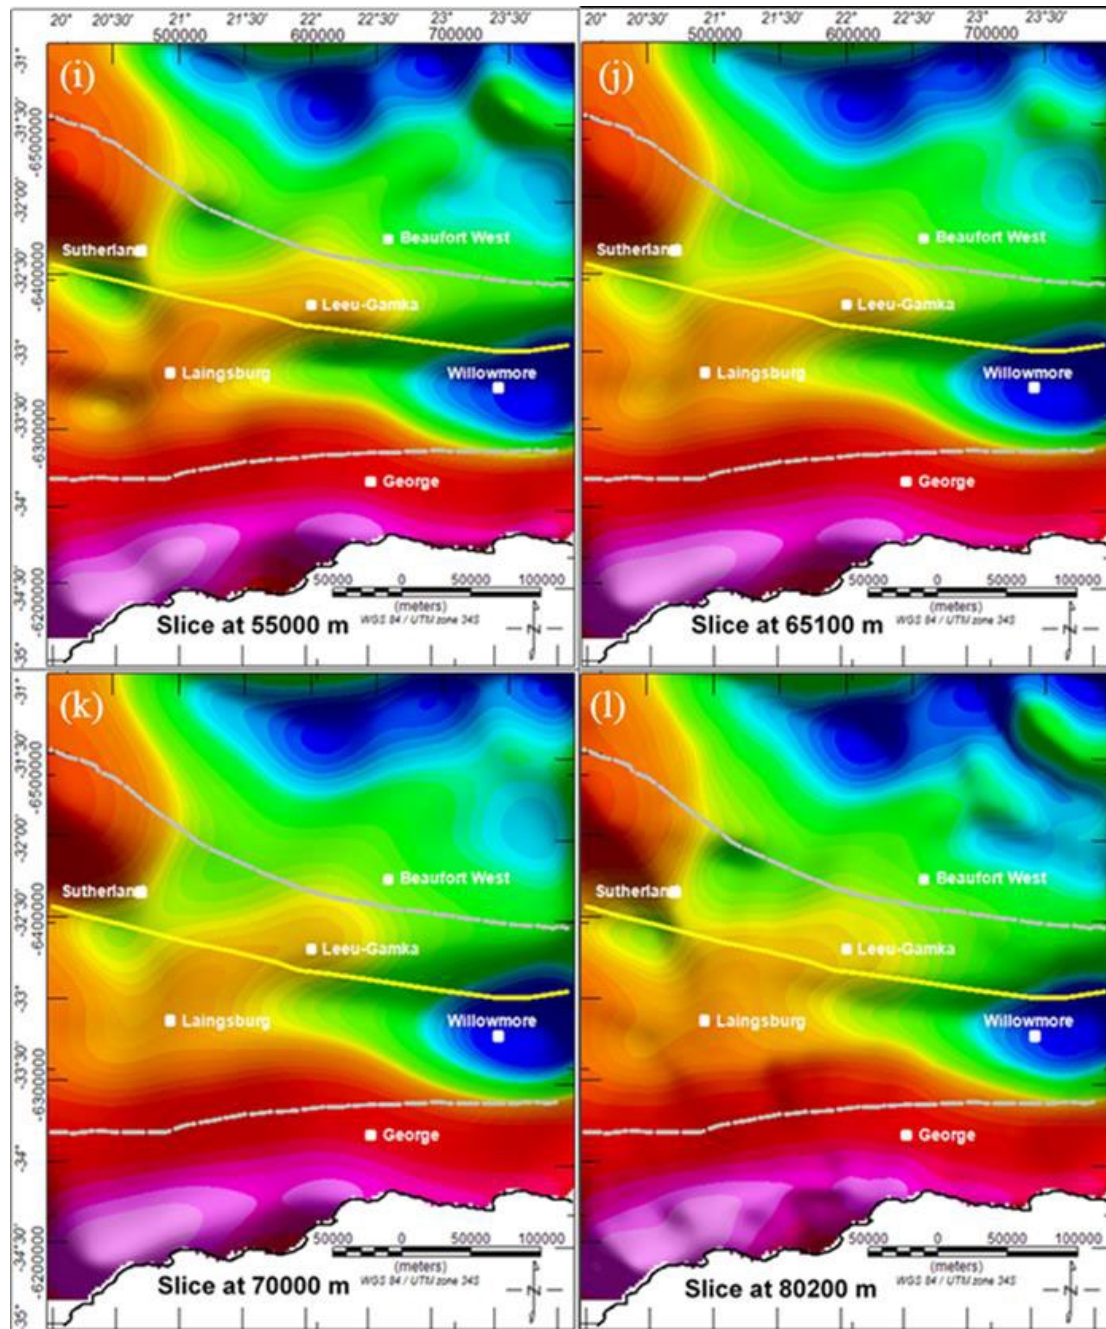 20° 20°30' 21° 21°30' 22° 22°30' 23° 23°30'
500000 600000 700000
20° 20°30' 21° 21°30' 22° 22°30' 23° 23°30'
500000 600000 700000
(i)
-31°
-31°30'
6500000
-32°00'
-32°30'
6400000
-33°
-33°30'
6300000
-34°
-34°30'
6200000
-35°
Sutherland
Beaufort West
Leeu-Gamka
Laingsburg
Willowmore
George
50000 0 50000 100000
(meters)
WGS 84 / UTM zone 34S
N
Slice at 55000 m
(j)
Sutherland
Beaufort West
Leeu-Gamka
Laingsburg
Willowmore
George
50000 0 50000 100000
(meters)
WGS 84 / UTM zone 34S
N
Slice at 65100 m
(k)
-31°
-31°30'
6500000
-32°00'
-32°30'
6400000
-33°
-33°30'
6300000
-34°
-34°30'
6200000
-35°
Sutherland
Beaufort West
Leeu-Gamka
Laingsburg
Willowmore
George
50000 0 50000 100000
(meters)
WGS 84 / UTM zone 34S
N
Slice at 70000 m
(l)
Sutherland
Beaufort West
Leeu-Gamka
Laingsburg
Willowmore
George
50000 0 50000 100000
(meters)
WGS 84 / UTM zone 34S
N
Slice at 80200 m